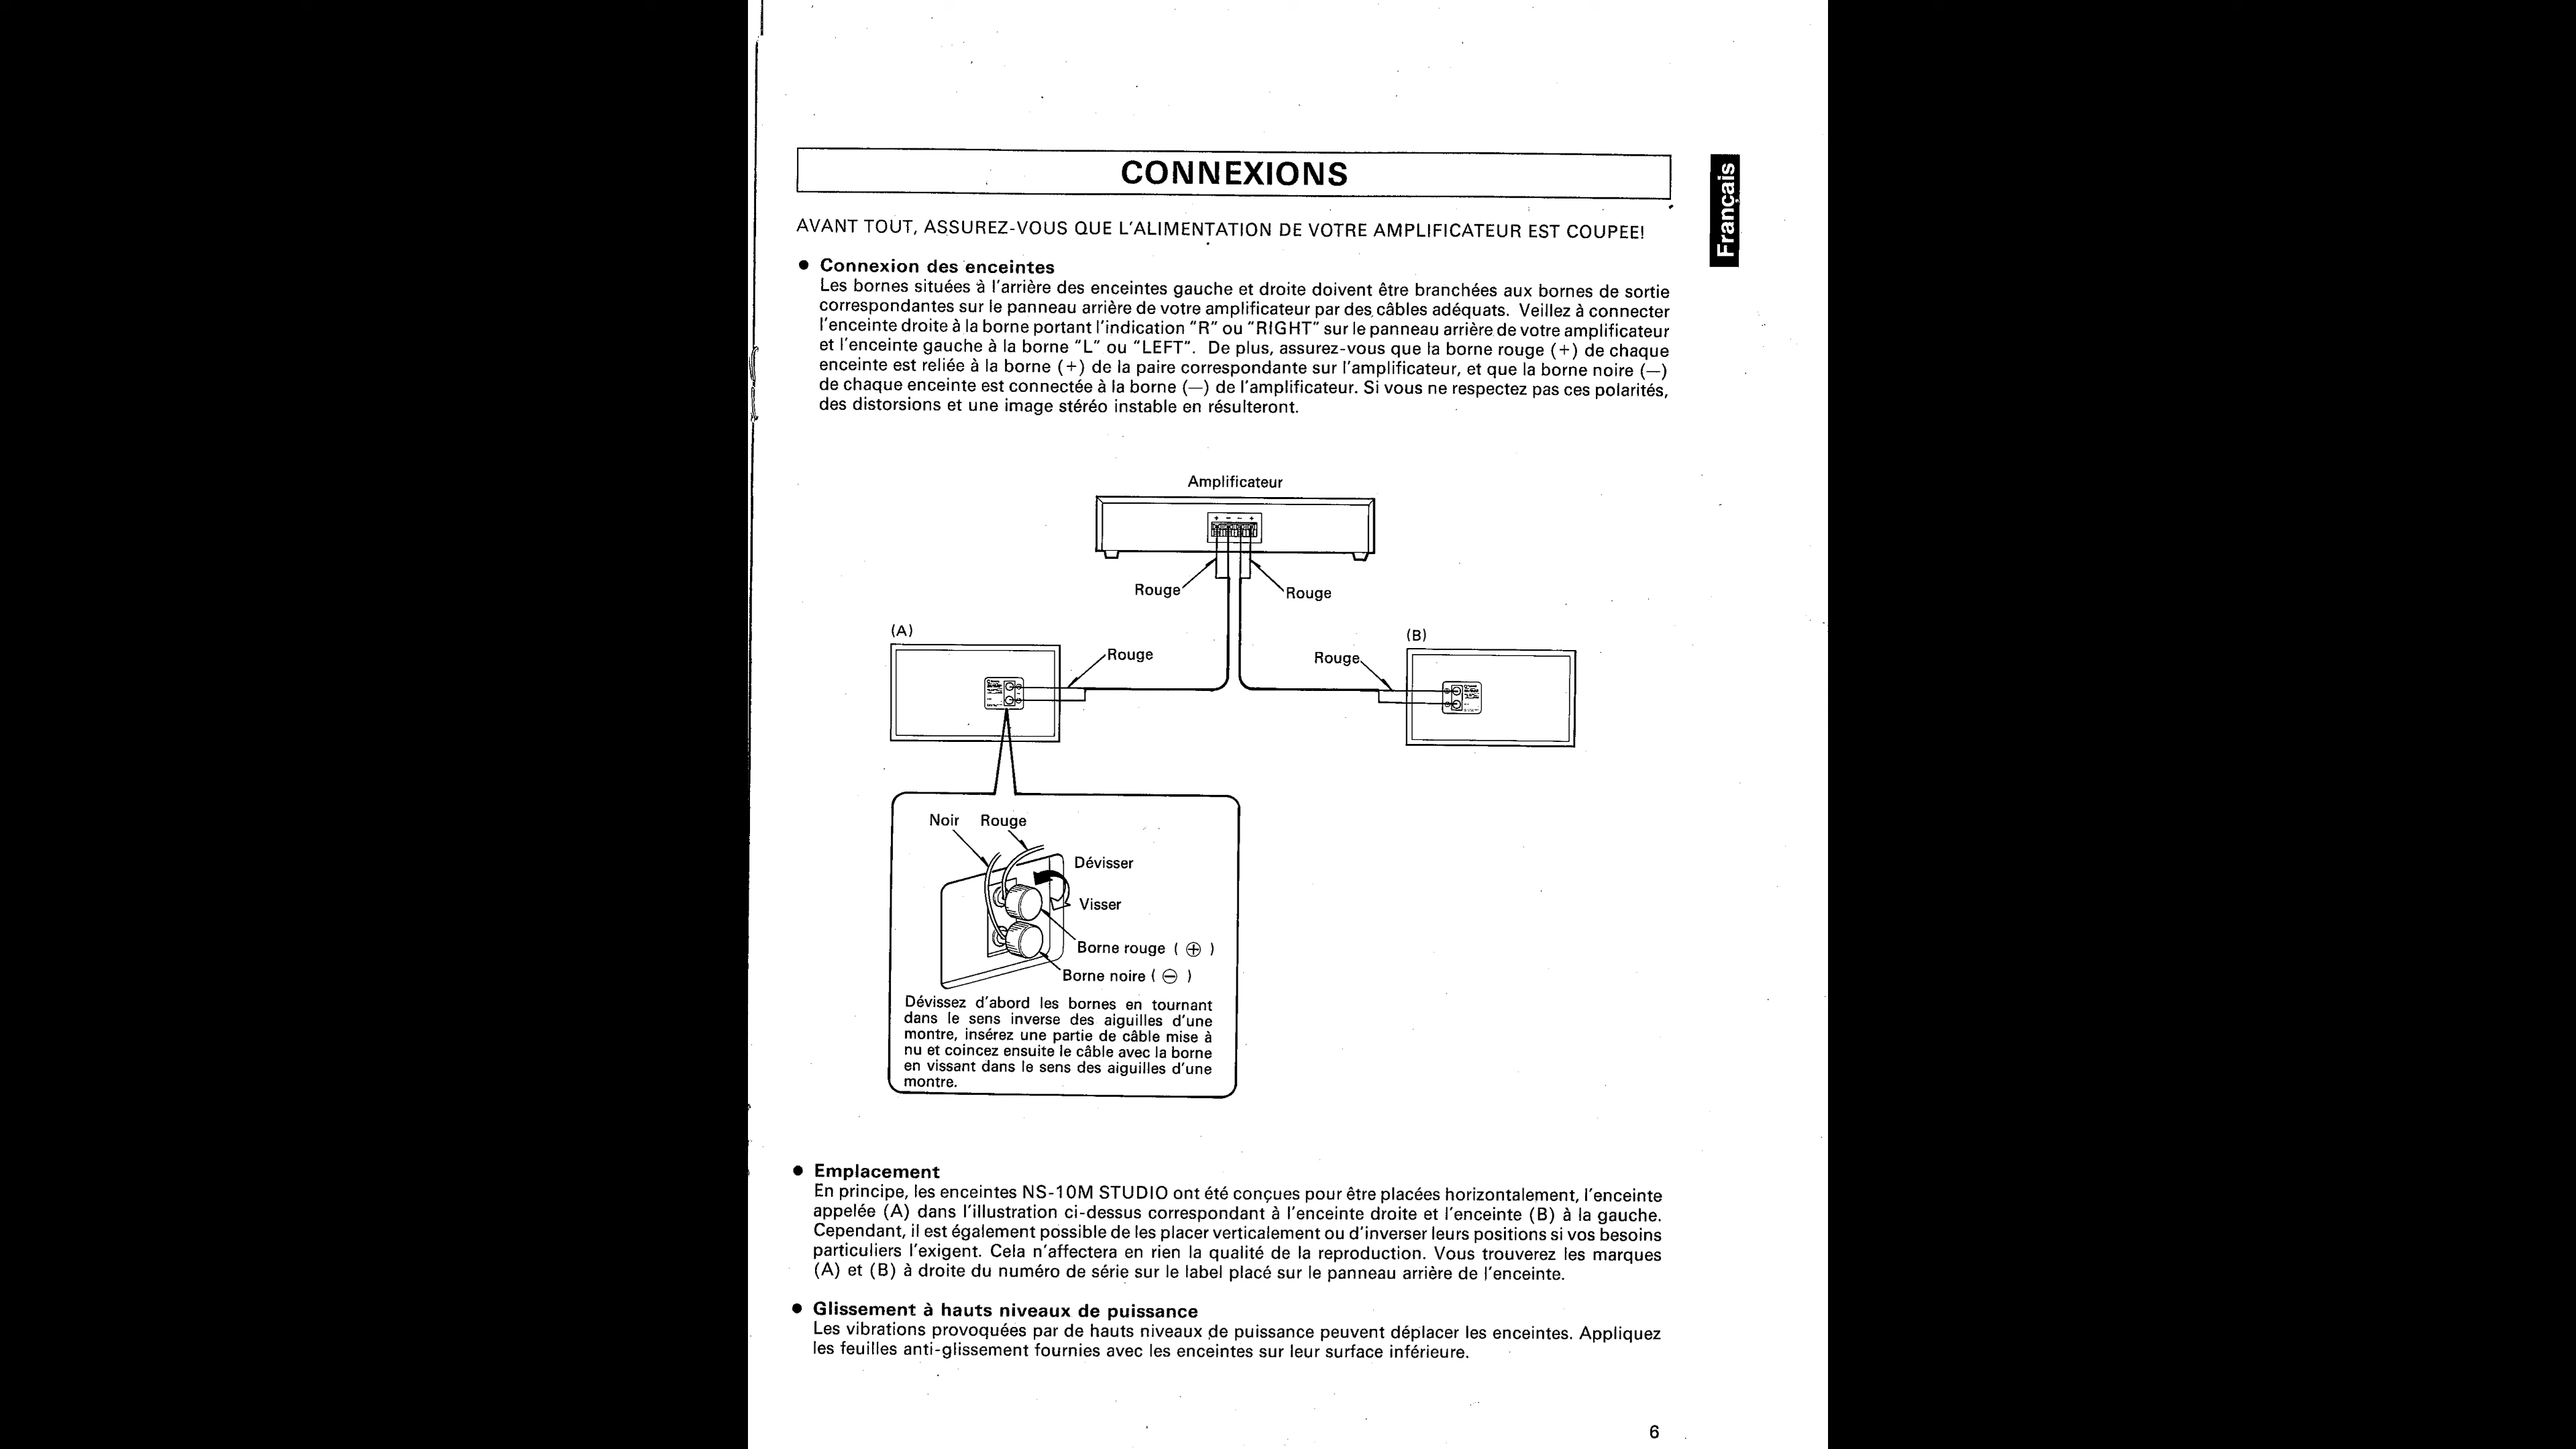 CONNEXIONS
Français
AVANT TOUT, ASSUREZ-VOUS QUE L'ALIMENTATION DE VOTRE AMPLIFICATEUR EST COUPEE!
● Connexion des enceintes
Les bornes situées à l'arrière des enceintes gauche et droite doivent être branchées aux bornes de sortie
correspondantes sur le panneau arrière de votre amplificateur par des câbles adéquats. Veillez à connecter
l'enceinte droite à la borne portant l'indication "R" ou "RIGHT" sur le panneau arrière de votre amplificateur
et l'enceinte gauche à la borne "L" ou "LEFT". De plus, assurez-vous que la borne rouge (+) de chaque
enceinte est reliée à la borne (+) de la paire correspondante sur l'amplificateur, et que la borne noire (—)
de chaque enceinte est connectée à la borne (—) de l'amplificateur. Si vous ne respectez pas ces polarités,
des distorsions et une image stéréo instable en résulteront.
Amplificateur
+ − − +
Rouge
Rouge
(A)
(B)
Rouge
Rouge
Noir Rouge
Dévisser
Visser
Borne rouge ( ⊕ )
Borne noire ( ⊖ )
Dévissez d'abord les bornes en tournant
dans le sens inverse des aiguilles d'une
montre, insérez une partie de câble mise à
nu et coincez ensuite le câble avec la borne
en vissant dans le sens des aiguilles d'une
montre.
● Emplacement
En principe, les enceintes NS-10M STUDIO ont été conçues pour être placées horizontalement, l'enceinte
appelée (A) dans l'illustration ci-dessus correspondant à l'enceinte droite et l'enceinte (B) à la gauche.
Cependant, il est également possible de les placer verticalement ou d'inverser leurs positions si vos besoins
particuliers l'exigent. Cela n'affectera en rien la qualité de la reproduction. Vous trouverez les marques
(A) et (B) à droite du numéro de série sur le label placé sur le panneau arrière de l'enceinte.
● Glissement à hauts niveaux de puissance
Les vibrations provoquées par de hauts niveaux de puissance peuvent déplacer les enceintes. Appliquez
les feuilles anti-glissement fournies avec les enceintes sur leur surface inférieure.
6